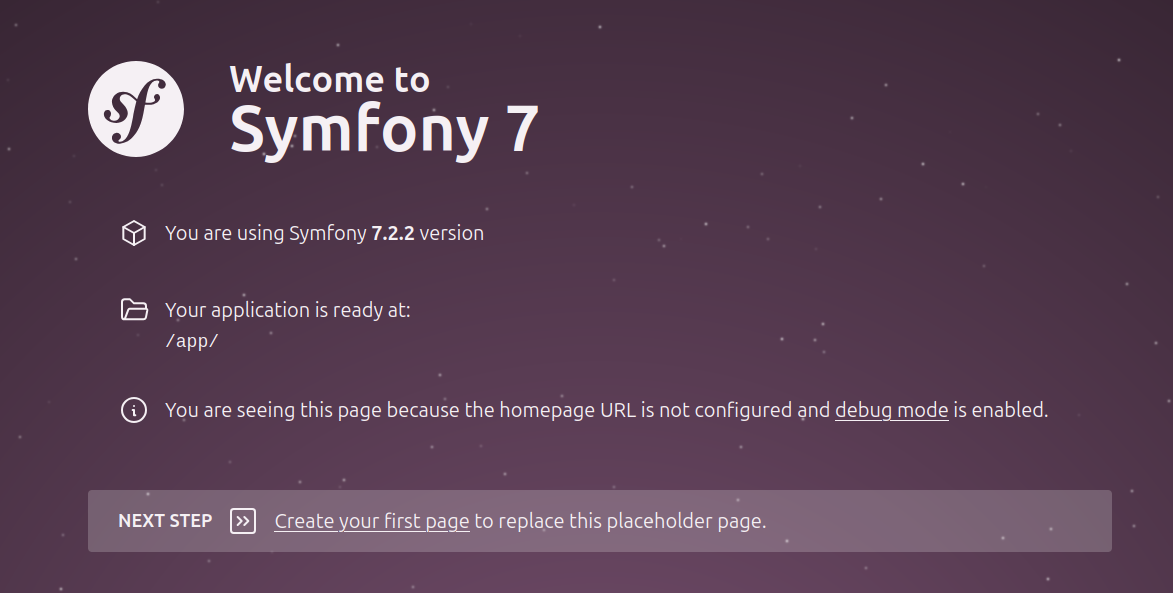 sf
Welcome to
Symfony 7
You are using Symfony 7.2.2 version
Your application is ready at:
/app/
You are seeing this page because the homepage URL is not configured and debug mode is enabled.
NEXT STEP Create your first page to replace this placeholder page.